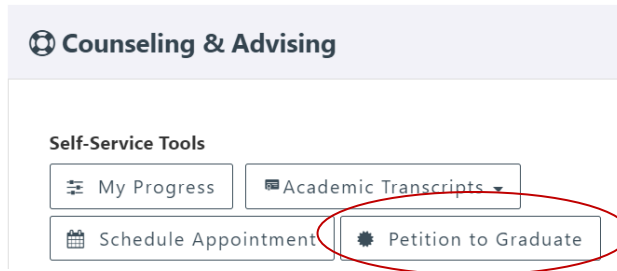 Counseling & Advising
Self-Service Tools
My Progress
Academic Transcripts
Schedule Appointment
Petition to Graduate